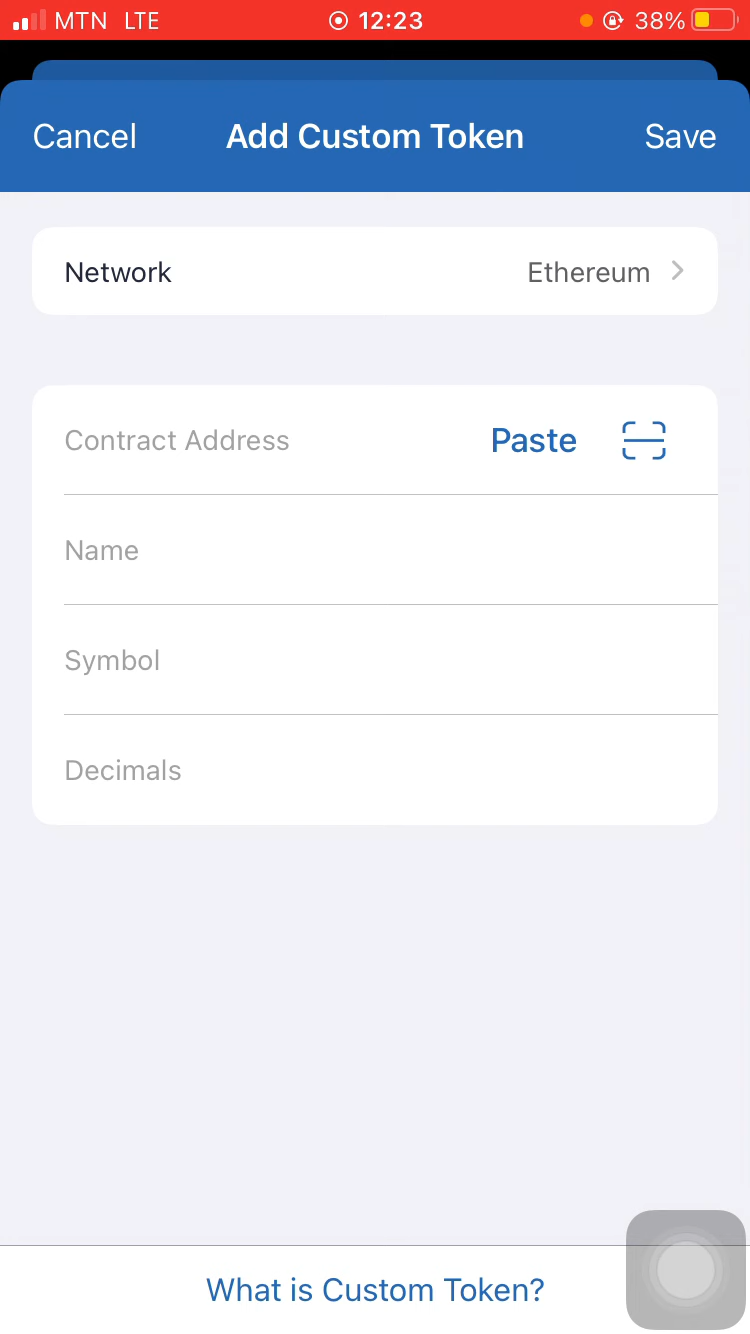 MTN LTE 12:23 38%
Cancel Add Custom Token Save
Network Ethereum
Contract Address Paste
Name
Symbol
Decimals
What is Custom Token?